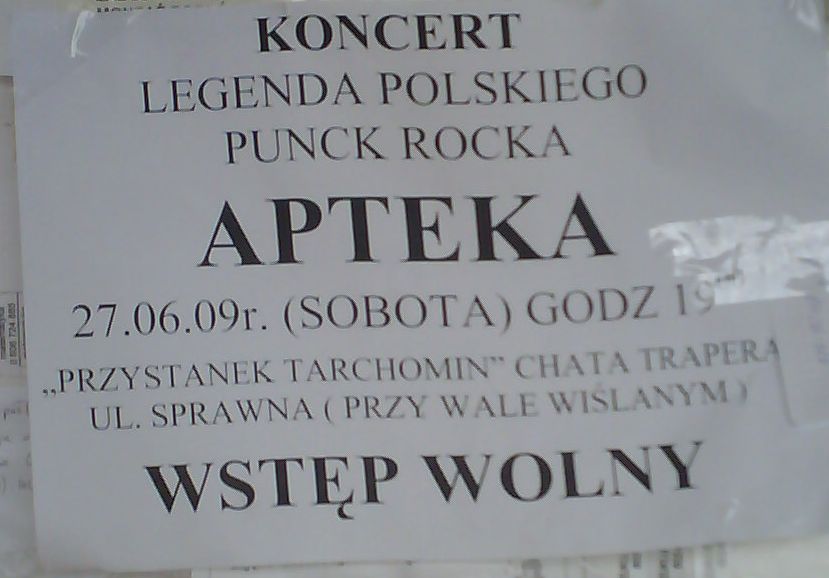 KONCERT
LEGENDA POLSKIEGO
PUNCK ROCKA
APTEKA
27.06.09r. (SOBOTA) GODZ 19
„PRZYSTANEK TARCHOMIN” CHATA TRAPERA
UL. SPRAWNA ( PRZY WALE WIŚLANYM )
WSTĘP WOLNY